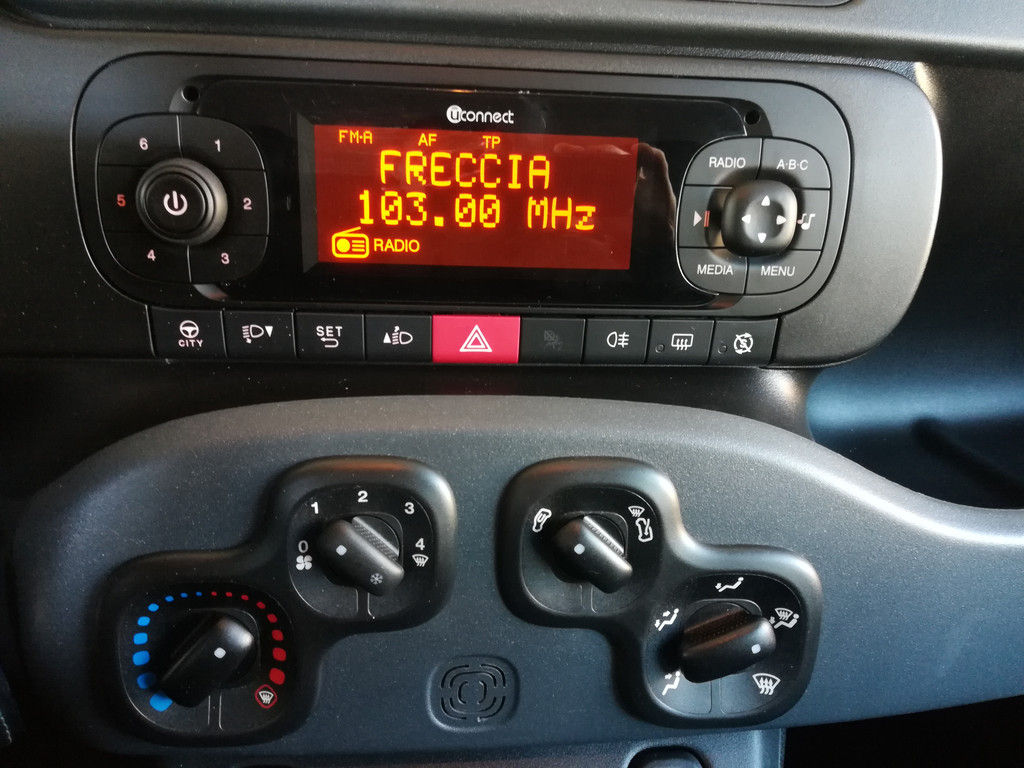 uconnect
FM-A AF TP
FRECCIA
103.00 MHz
RADIO
6 1
5 2
4 3
RADIO A·B·C
MEDIA MENU
CITY
SET
0 1 2 3 4